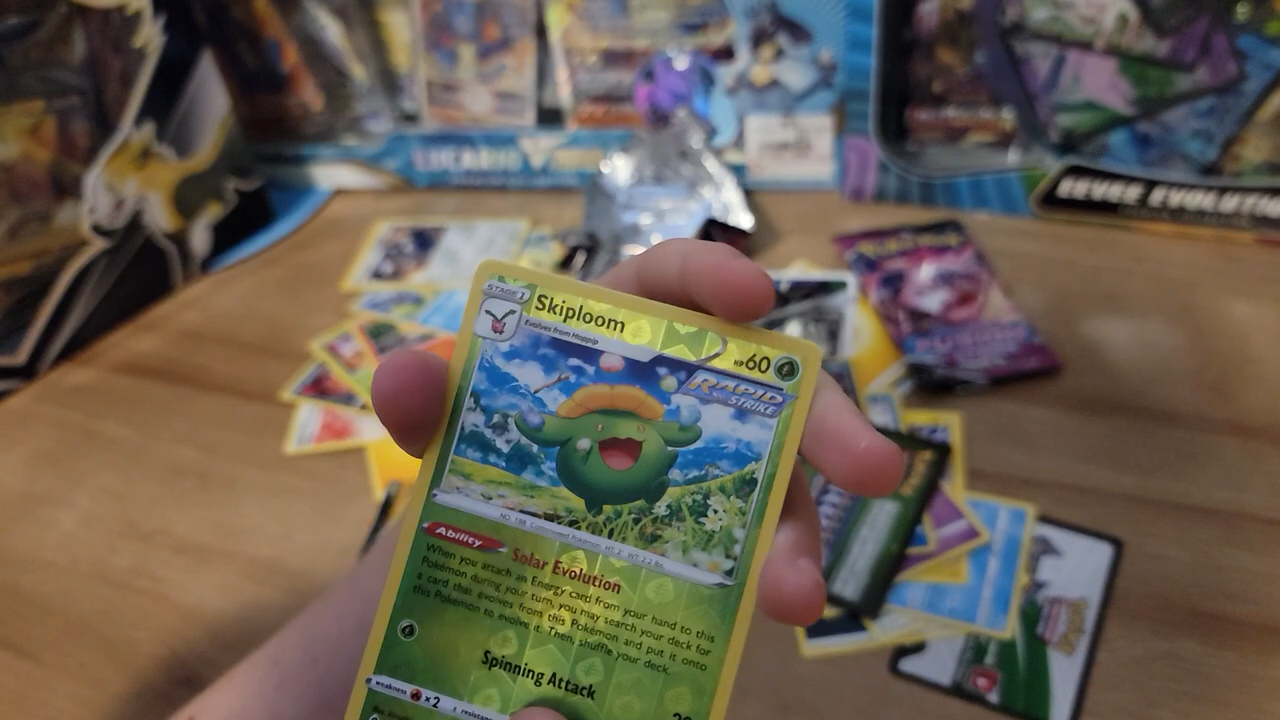 LUCARIO
EEVEE EVOLUTIO
STAGE 1
Skiploom
Evolves from Hoppip
HP 60
RAPID
STRIKE
NO. 188 Cottonweed Pokémon HT: 2' WT: 2.2 lbs.
Ability
Solar Evolution
When you attach an Energy card from your hand to this
Pokémon during your turn, you may search your deck for
a card that evolves from this Pokémon and put it onto
this Pokémon to evolve it. Then, shuffle your deck.
Spinning Attack
weakness ×2
resistance